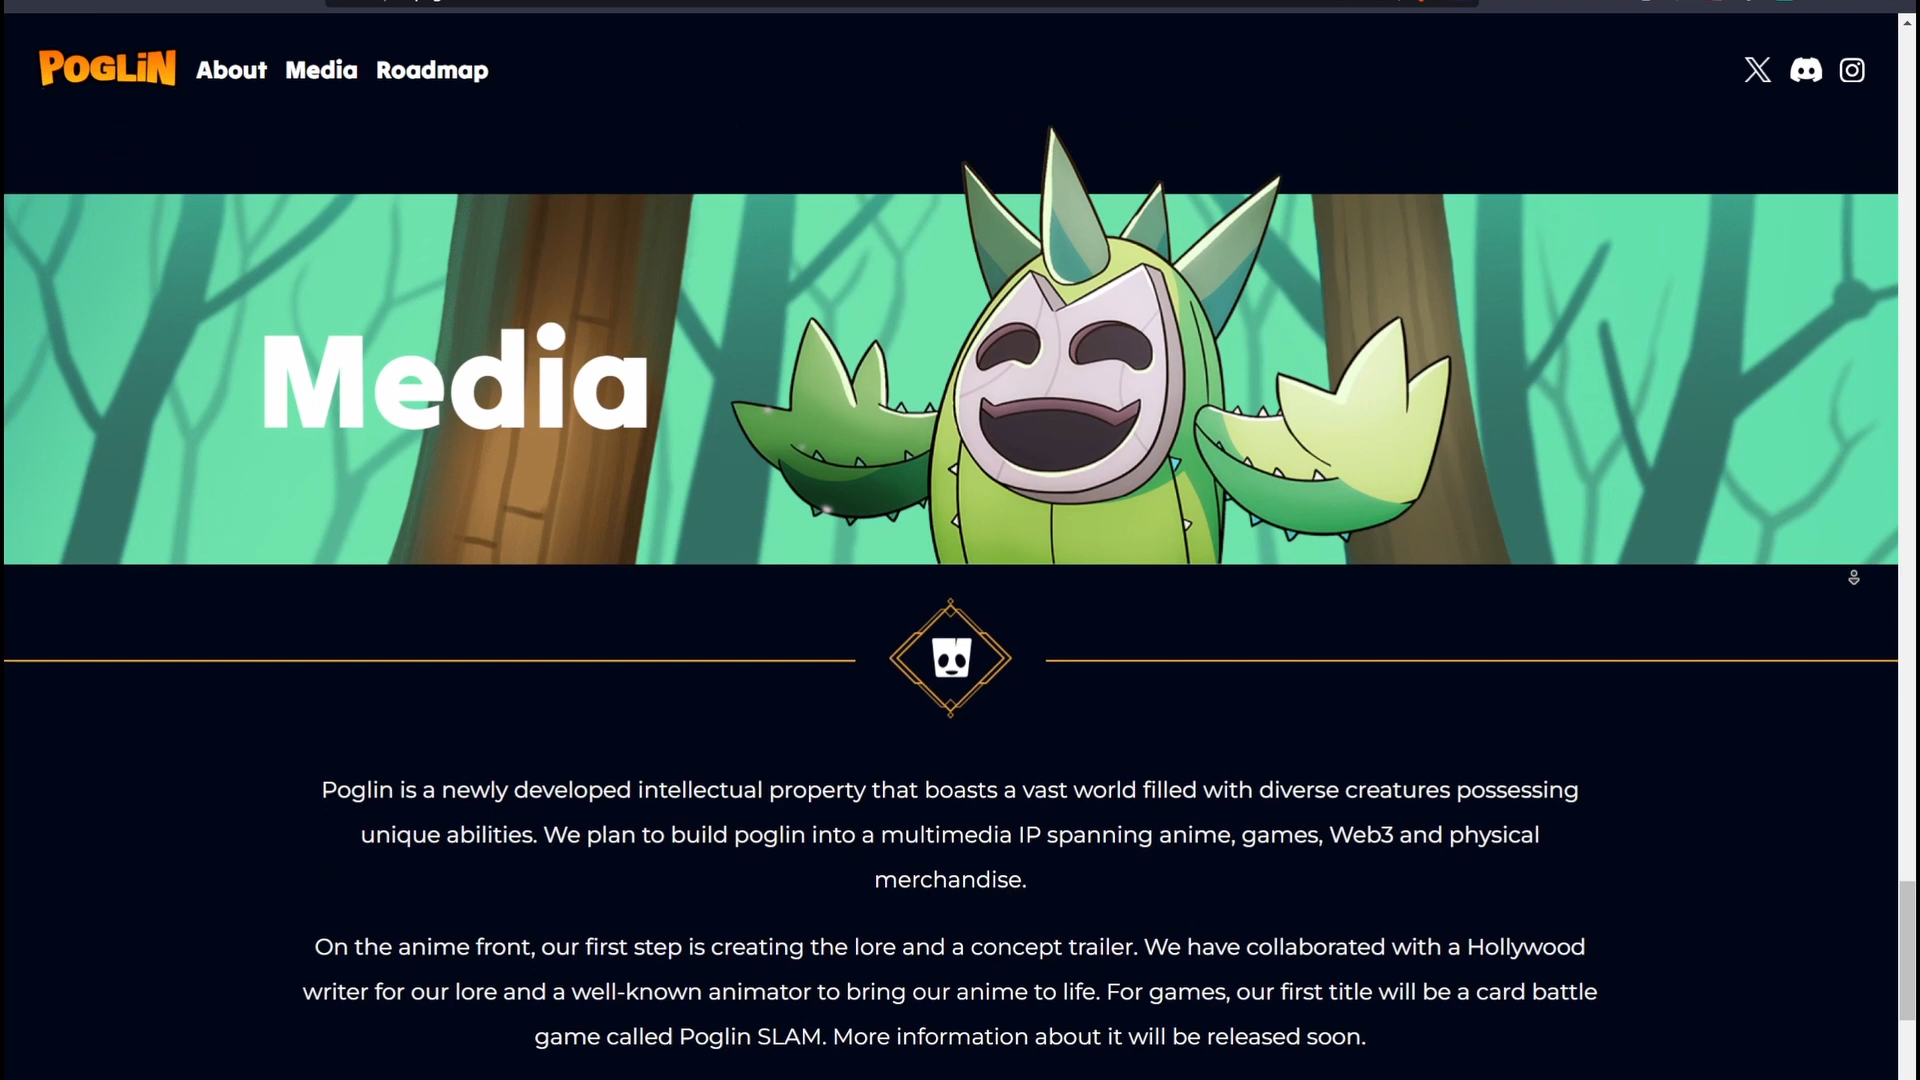 POGLiN About Media Roadmap
Media
Poglin is a newly developed intellectual property that boasts a vast world filled with diverse creatures possessing
unique abilities. We plan to build poglin into a multimedia IP spanning anime, games, Web3 and physical
merchandise.
On the anime front, our first step is creating the lore and a concept trailer. We have collaborated with a Hollywood
writer for our lore and a well-known animator to bring our anime to life. For games, our first title will be a card battle
game called Poglin SLAM. More information about it will be released soon.